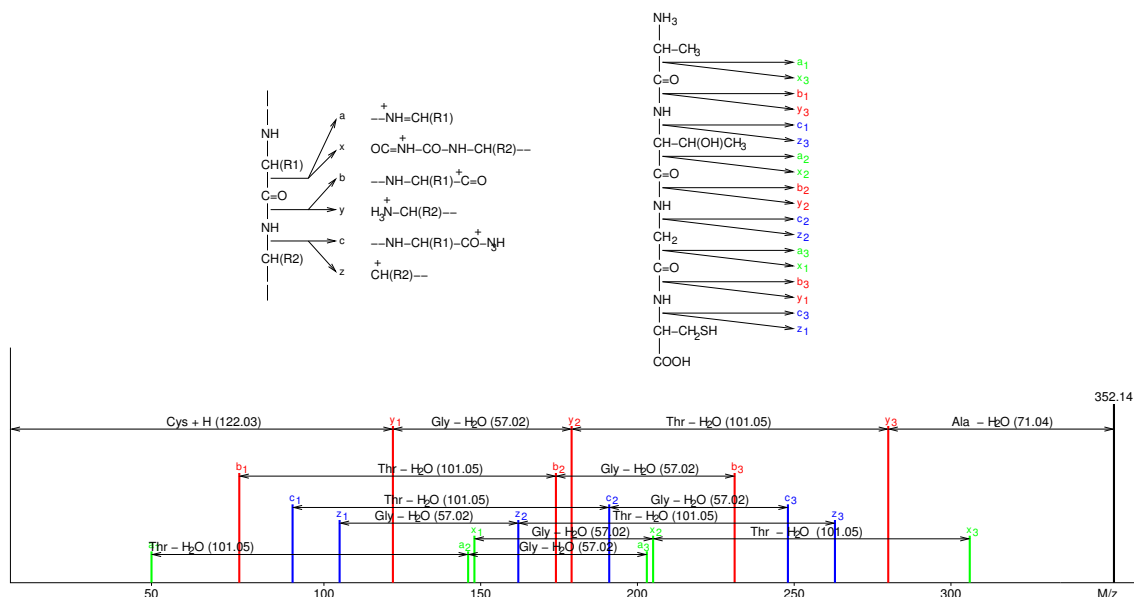 NH
CH(R1)
C=O
NH
CH(R2)
a
--NH=CH(R1)
+
x
OC=NH–CO–NH–CH(R2)--
+
b
--NH–CH(R1)–C=O
+
y
H3N–CH(R2)--
+
c
--NH–CH(R1)–CO–N3H
+
z
CH(R2)--
+
NH3
CH–CH3
C=O
NH
CH–CH(OH)CH3
C=O
NH
CH2
C=O
NH
CH–CH2SH
COOH
a1
x3
b1
y3
c1
z3
a2
x2
b2
y2
c2
z2
a3
x1
b3
y1
c3
z1
352.14
Cys + H (122.03)
y1
Gly – H2O (57.02)
y2
Thr – H2O (101.05)
y3
Ala – H2O (71.04)
b1
Thr – H2O (101.05)
b2
Gly – H2O (57.02)
b3
c1
Thr – H2O (101.05)
c2
Gly – H2O (57.02)
c3
z1
Gly – H2O (57.02)
z2
Thr – H2O (101.05)
z3
x1
Gly – H2O (57.02)
x2
Thr – H2O (101.05)
x3
Thr – H2O (101.05)
a2
Gly – H2O (57.02)
a3
50
100
150
200
250
300
M/z